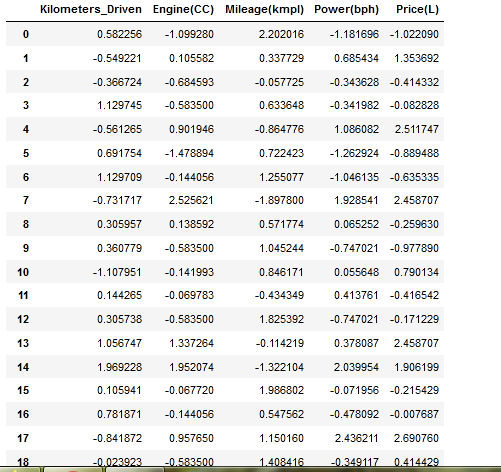 Kilometers_Driven Engine(CC) Mileage(kmpl) Power(bph) Price(L)
0 0.582256 -1.099280 2.202016 -1.181696 -1.022090
1 -0.549221 0.105582 0.337729 0.685434 1.353692
2 -0.366724 -0.684593 -0.057725 -0.343628 -0.414332
3 1.129745 -0.583500 0.633648 -0.341982 -0.082828
4 -0.561265 0.901946 -0.864776 1.086082 2.511747
5 0.691754 -1.478894 0.722423 -1.262924 -0.889488
6 1.129709 -0.144056 1.255077 -1.046135 -0.635335
7 -0.731717 2.525621 -1.897800 1.928541 2.458707
8 0.305957 0.138592 0.571774 0.065252 -0.259630
9 0.360779 -0.583500 1.045244 -0.747021 -0.977890
10 -1.107951 -0.141993 0.846171 0.055648 0.790134
11 0.144265 -0.069783 -0.434349 0.413761 -0.416542
12 0.305738 -0.583500 1.825392 -0.747021 -0.171229
13 1.056747 1.337264 -0.114219 0.378087 2.458707
14 1.969228 1.952074 -1.322104 2.039954 1.906199
15 0.105941 -0.067720 1.986802 -0.071956 -0.215429
16 0.781871 -0.144056 0.547562 -0.478092 -0.007687
17 -0.841872 0.957650 1.150160 2.436211 2.690760
18 -0.023923 -0.583500 1.408416 -0.349117 0.414429